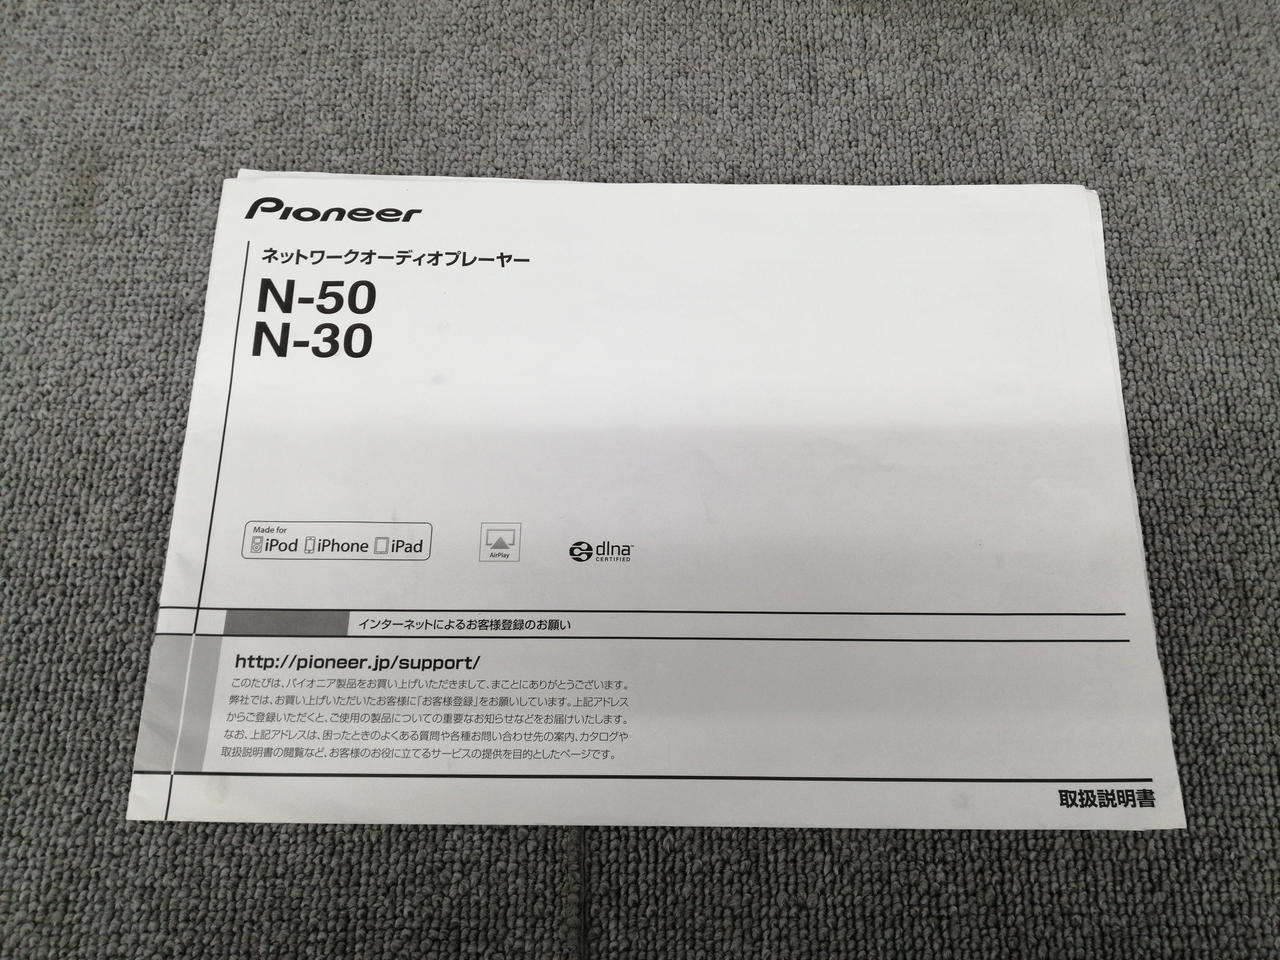 Pioneer
ネットワークオーディオプレーヤー
N-50
N-30
Made for
iPod iPhone iPad
AirPlay
dlna™
CERTIFIED
インターネットによるお客様登録のお願い
http://pioneer.jp/support/
このたびは、パイオニア製品をお買い上げいただきまして、まことにありがとうございます。
弊社では、お買い上げいただいたお客様に「お客様登録」をお願いしています。上記アドレス
からご登録いただくと、ご使用の製品についての重要なお知らせなどをお届けいたします。
なお、上記アドレスは、困ったときのよくある質問や各種お問い合わせ先の案内、カタログや
取扱説明書の閲覧など、お客様のお役に立てるサービスの提供を目的としたページです。
取扱説明書